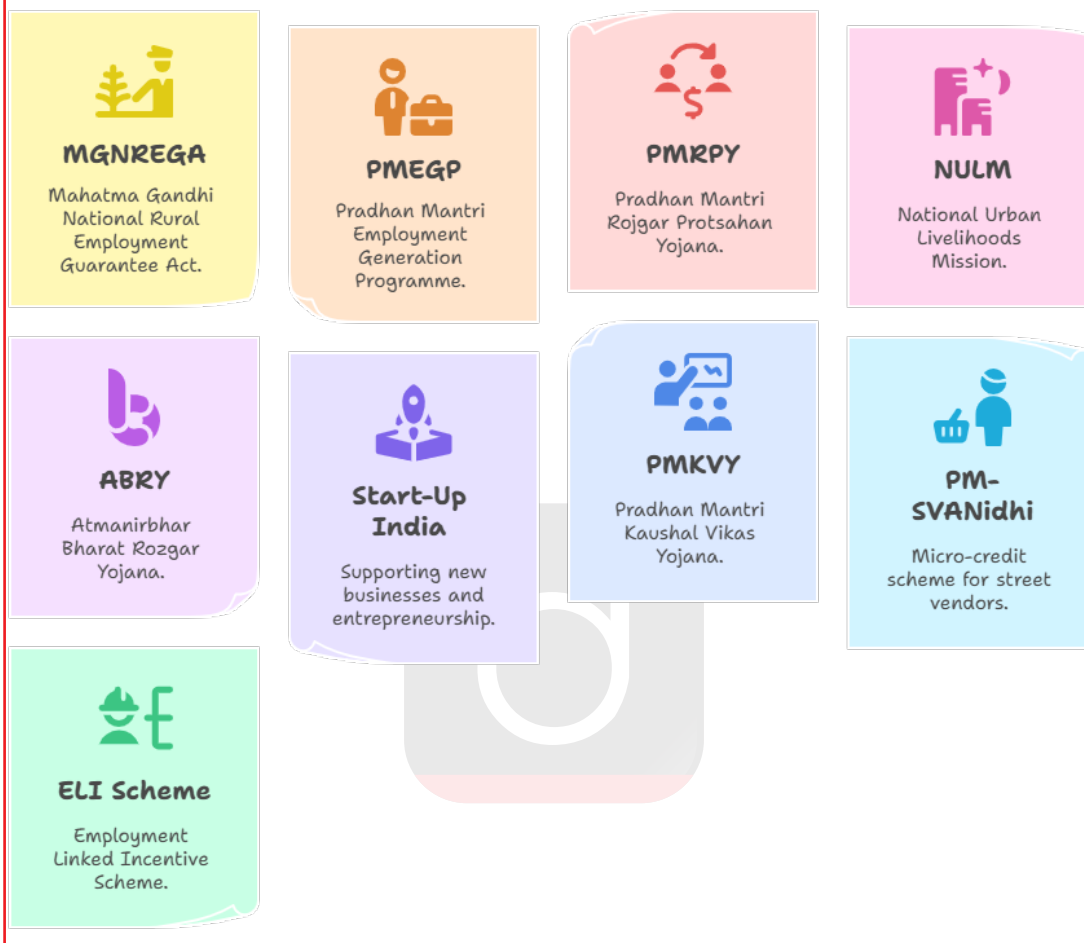 MGNREGA
Mahatma Gandhi
National Rural
Employment
Guarantee Act.
PMEGP
Pradhan Mantri
Employment
Generation
Programme.
PMRPY
Pradhan Mantri
Rojgar Protsahan
Yojana.
NULM
National Urban
Livelihoods
Mission.
ABRY
Atmanirbhar
Bharat Rozgar
Yojana.
Start-Up
India
Supporting new
businesses and
entrepreneurship.
PMKVY
Pradhan Mantri
Kaushal Vikas
Yojana.
PM-
SVANidhi
Micro-credit
scheme for street
vendors.
ELI Scheme
Employment
Linked Incentive
Scheme.